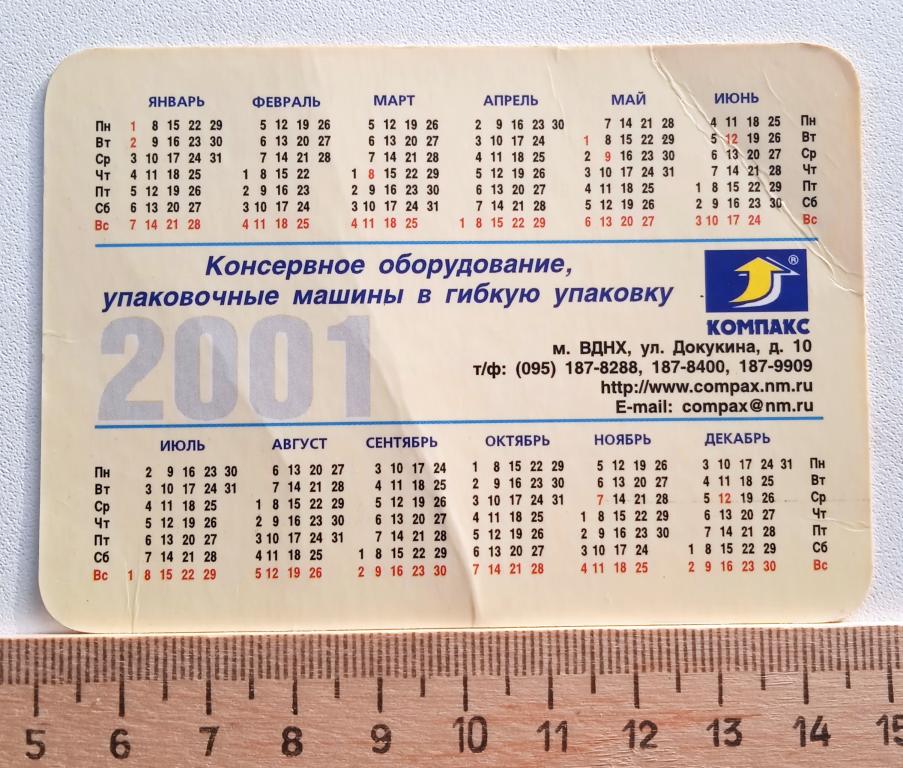 ЯНВАРЬ ФЕВРАЛЬ МАРТ АПРЕЛЬ МАЙ ИЮНЬ
Пн 1 8 15 22 29 5 12 19 26 5 12 19 26 2 9 16 23 30 7 14 21 28 4 11 18 25 Пн
Вт 2 9 16 23 30 6 13 20 27 6 13 20 27 3 10 17 24 1 8 15 22 29 5 12 19 26 Вт
Ср 3 10 17 24 31 7 14 21 28 7 14 21 28 4 11 18 25 2 9 16 23 30 6 13 20 27 Ср
Чт 4 11 18 25 1 8 15 22 1 8 15 22 29 5 12 19 26 3 10 17 24 31 7 14 21 28 Чт
Пт 5 12 19 26 2 9 16 23 2 9 16 23 30 6 13 20 27 4 11 18 25 1 8 15 22 29 Пт
Сб 6 13 20 27 3 10 17 24 3 10 17 24 31 7 14 21 28 5 12 19 26 2 9 16 23 30 Сб
Вс 7 14 21 28 4 11 18 25 4 11 18 25 1 8 15 22 29 6 13 20 27 3 10 17 24 Вс
Консервное оборудование,
упаковочные машины в гибкую упаковку
®
КОМПАКС
2001
м. ВДНХ, ул. Докукина, д. 10
т/ф: (095) 187-8288, 187-8400, 187-9909
http://www.compax.nm.ru
E-mail: compax@nm.ru
ИЮЛЬ АВГУСТ СЕНТЯБРЬ ОКТЯБРЬ НОЯБРЬ ДЕКАБРЬ
Пн 2 9 16 23 30 6 13 20 27 3 10 17 24 1 8 15 22 29 5 12 19 26 3 10 17 24 31 Пн
Вт 3 10 17 24 31 7 14 21 28 4 11 18 25 2 9 16 23 30 6 13 20 27 4 11 18 25 Вт
Ср 4 11 18 25 1 8 15 22 29 5 12 19 26 3 10 17 24 31 7 14 21 28 5 12 19 26 Ср
Чт 5 12 19 26 2 9 16 23 30 6 13 20 27 4 11 18 25 1 8 15 22 29 6 13 20 27 Чт
Пт 6 13 20 27 3 10 17 24 31 7 14 21 28 5 12 19 26 2 9 16 23 30 7 14 21 28 Пт
Сб 7 14 21 28 4 11 18 25 1 8 15 22 29 6 13 20 27 3 10 17 24 1 8 15 22 29 Сб
Вс 1 8 15 22 29 5 12 19 26 2 9 16 23 30 7 14 21 28 4 11 18 25 2 9 16 23 30 Вс
5 6 7 8 9 10 11 12 13 14 15